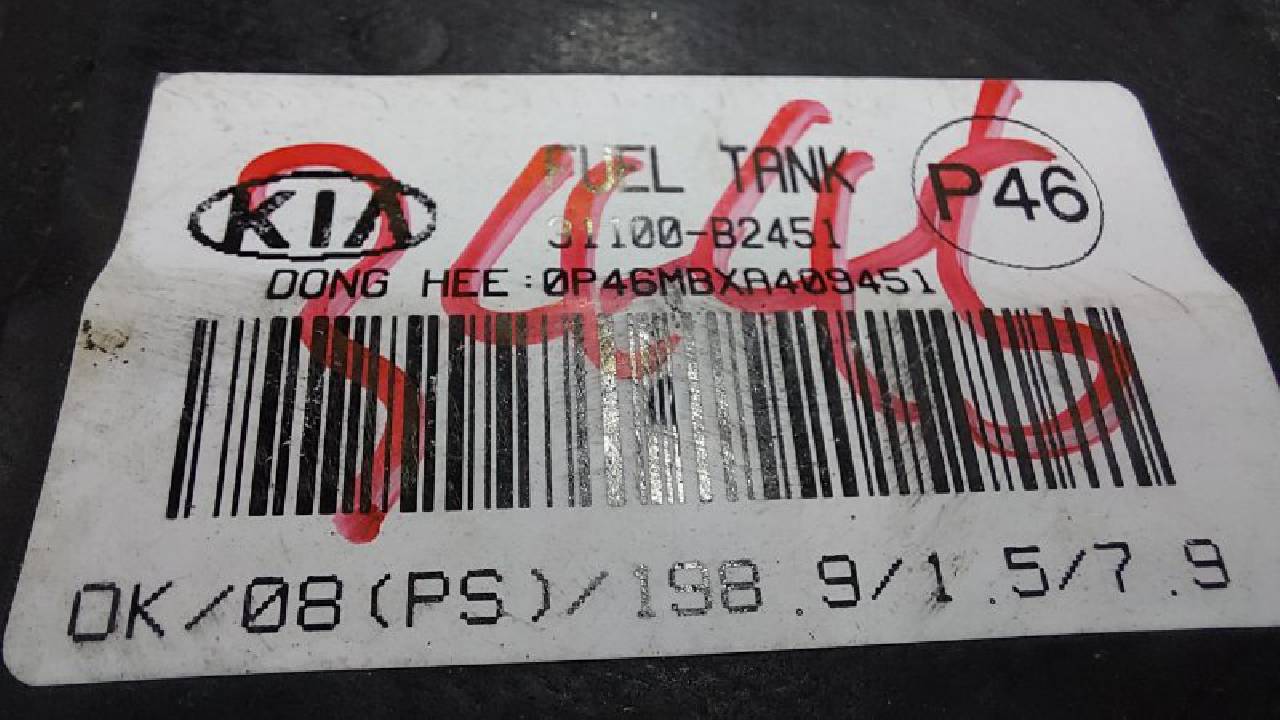 KIA
FUEL TANK
P46
31100-B2451
DONG HEE:0P46MBXA409451
OK/08(PS)/198.9/1.5/7.9